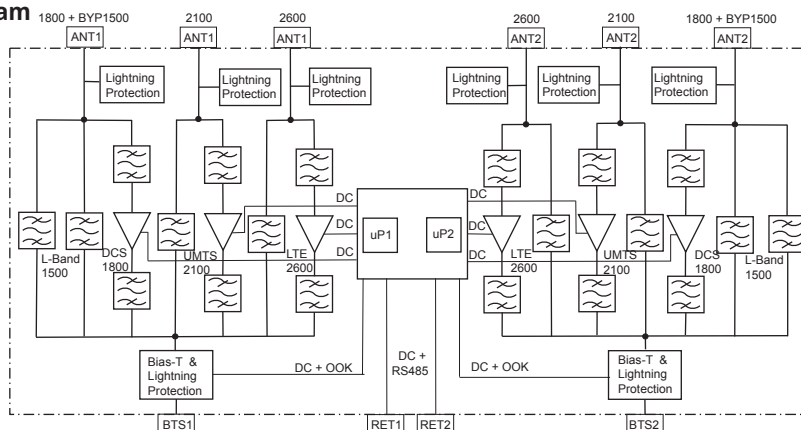 am
1800 + BYP1500
2100
2600
2600
2100
1800 + BYP1500
ANT1
ANT1
ANT1
ANT2
ANT2
ANT2
Lightning
Protection
Lightning
Protection
Lightning
Protection
Lightning
Protection
Lightning
Protection
Lightning
Protection
DC
DC
DC
uP1
uP2
DC
DC
DC
L-Band
1500
DCS
1800
UMTS
2100
LTE
2600
LTE
2600
UMTS
2100
DCS
1800
L-Band
1500
Bias-T &
Lightning
Protection
DC + OOK
DC +
RS485
DC + OOK
Bias-T &
Lightning
Protection
BTS1
RET1
RET2
BTS2